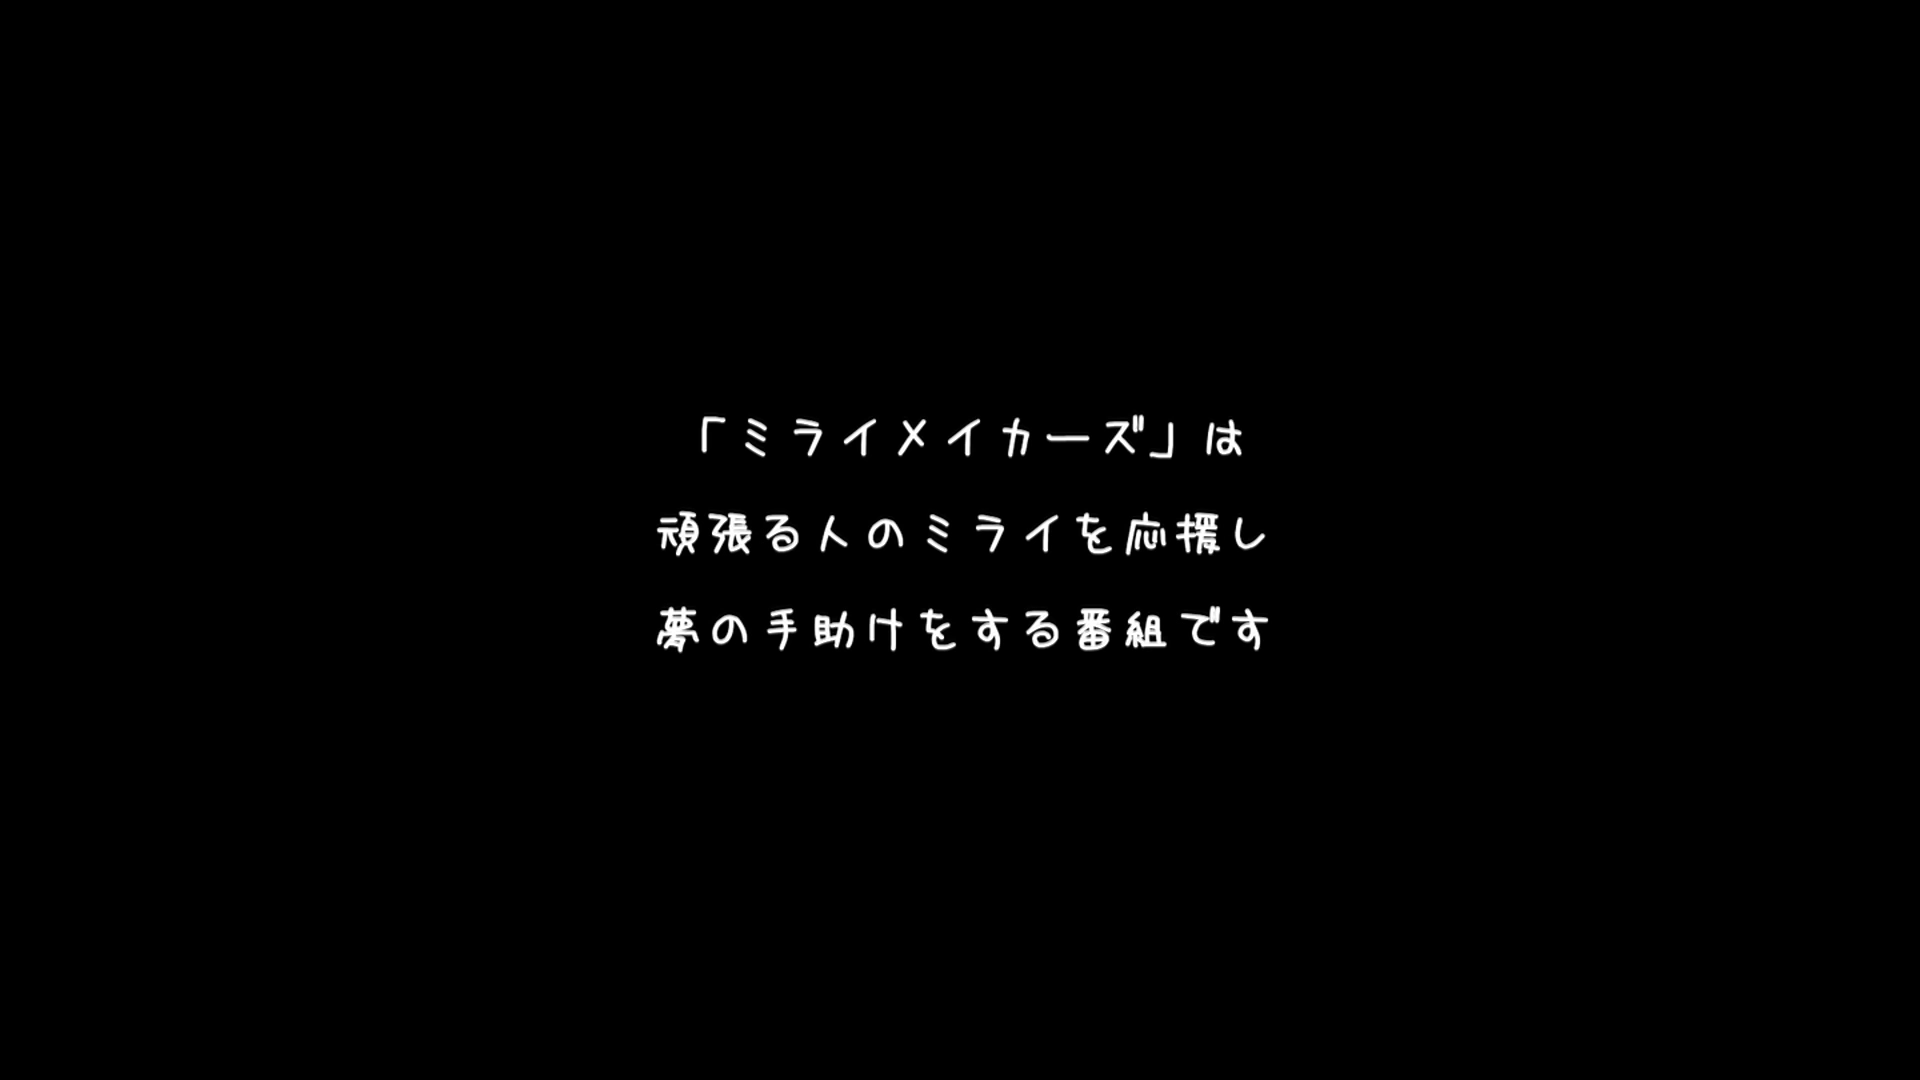 「ミライメイカーズ」は
頑張る人のミライを応援し
夢の手助けをする番組です